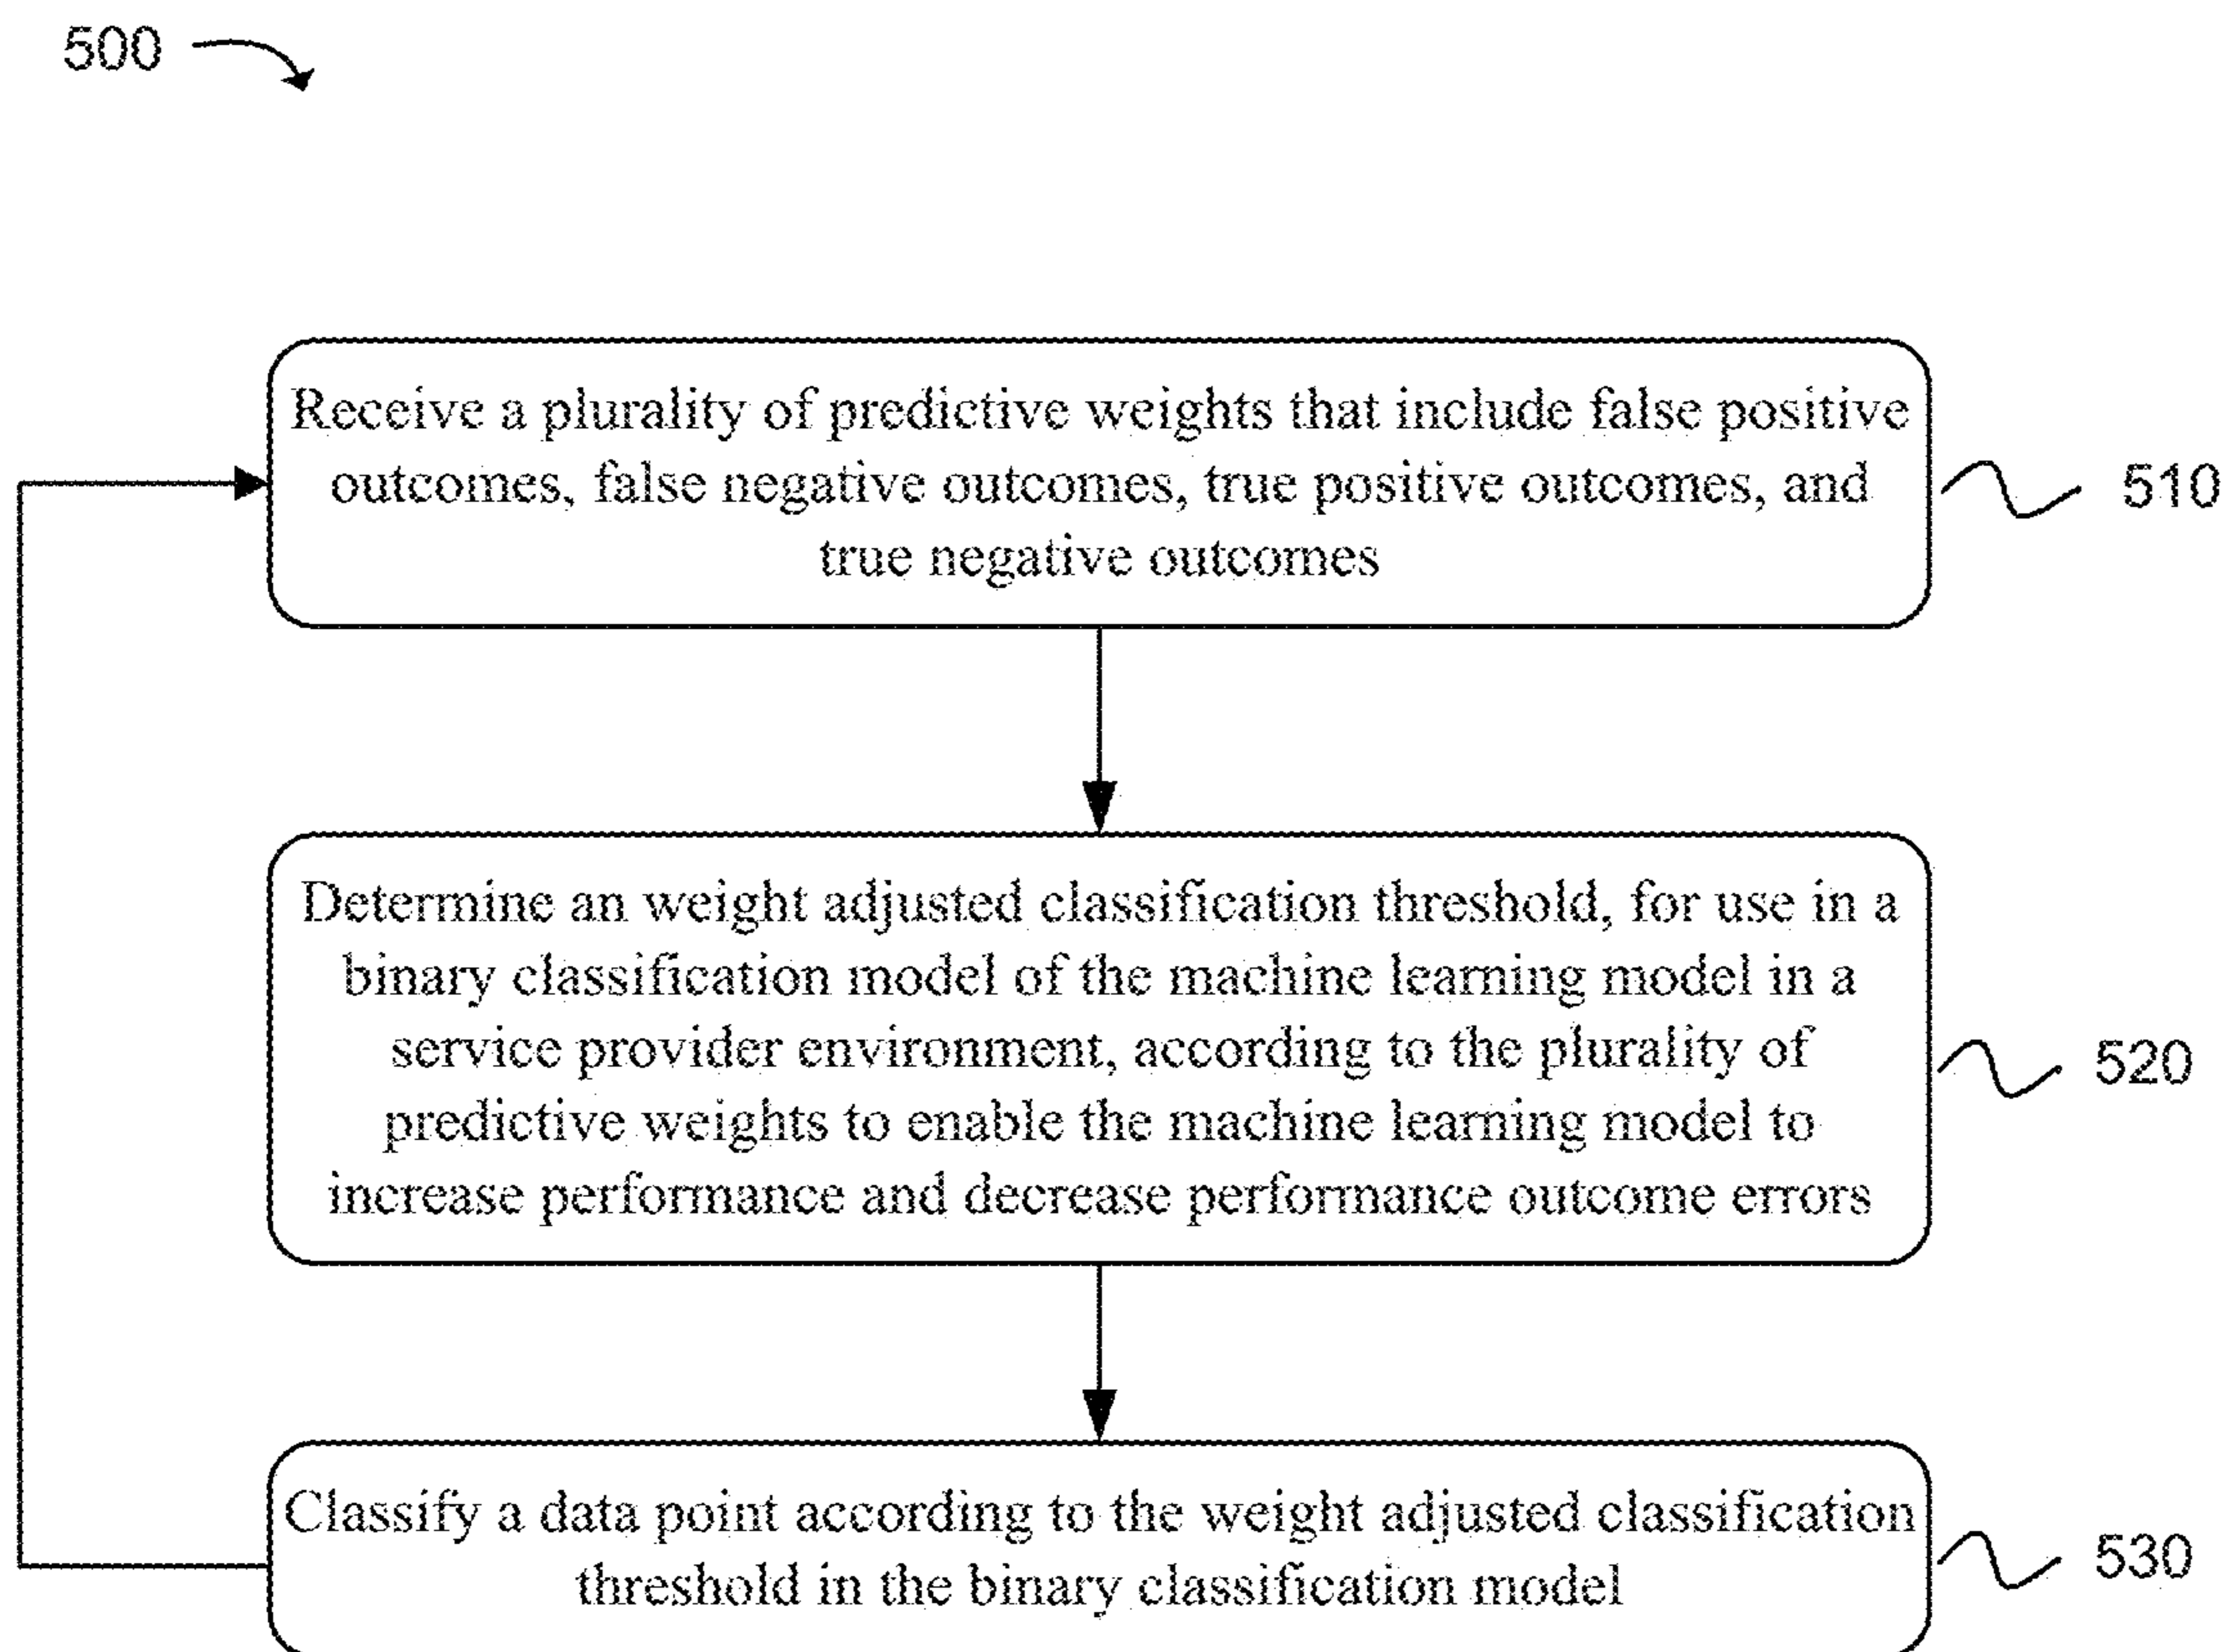 500
Receive a plurality of predictive weights that include false positive
outcomes, false negative outcomes, true positive outcomes, and
true negative outcomes
510
Determine an weight adjusted classification threshold, for use in a
binary classification model of the machine learning model in a
service provider environment, according to the plurality of
predictive weights to enable the machine learning model to
increase performance and decrease performance outcome errors
520
Classify a data point according to the weight adjusted classification
threshold in the binary classification model
530